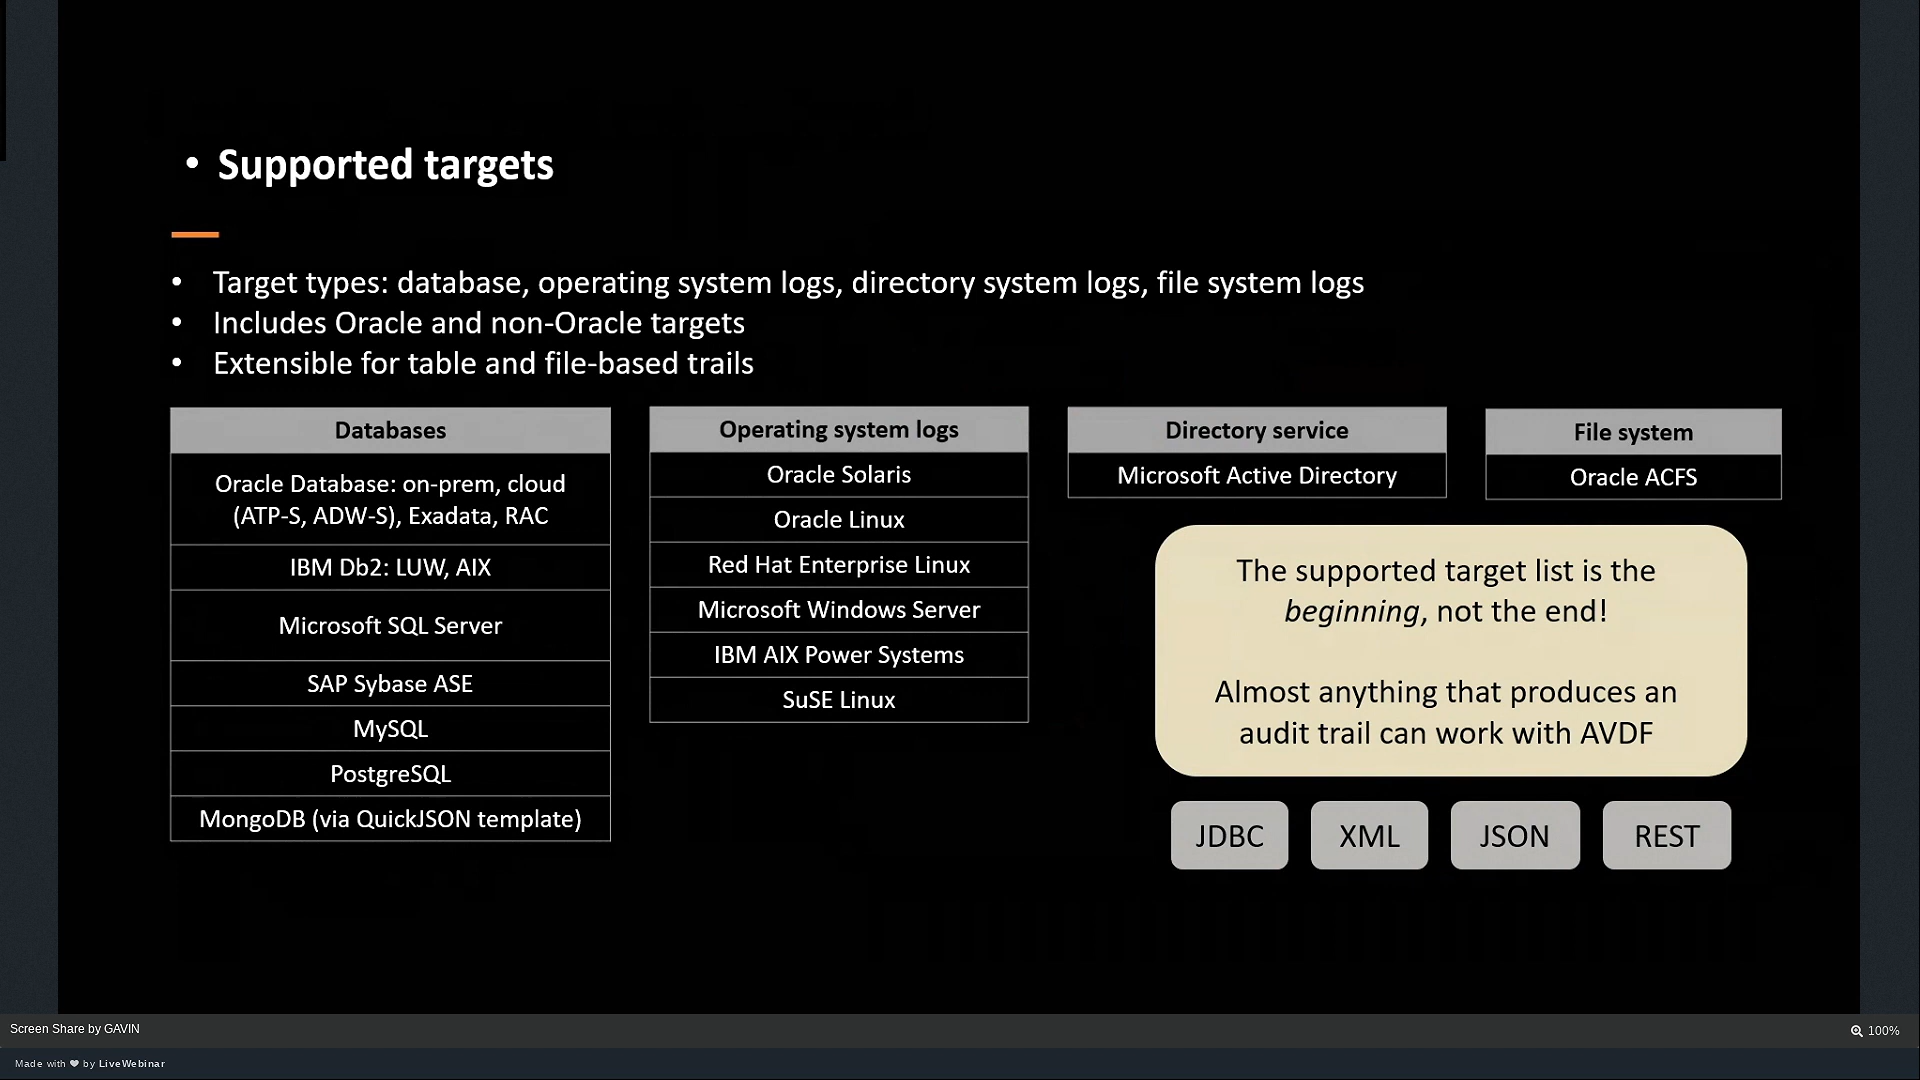 • Supported targets
• Target types: database, operating system logs, directory system logs, file system logs
• Includes Oracle and non-Oracle targets
• Extensible for table and file-based trails
Databases
Oracle Database: on-prem, cloud
(ATP-S, ADW-S), Exadata, RAC
IBM Db2: LUW, AIX
Microsoft SQL Server
SAP Sybase ASE
MySQL
PostgreSQL
MongoDB (via QuickJSON template)
Operating system logs
Oracle Solaris
Oracle Linux
Red Hat Enterprise Linux
Microsoft Windows Server
IBM AIX Power Systems
SuSE Linux
Directory service
Microsoft Active Directory
File system
Oracle ACFS
The supported target list is the
beginning, not the end!
Almost anything that produces an
audit trail can work with AVDF
JDBC
XML
JSON
REST
Screen Share by GAVIN
100%
Made with ❤ by LiveWebinar